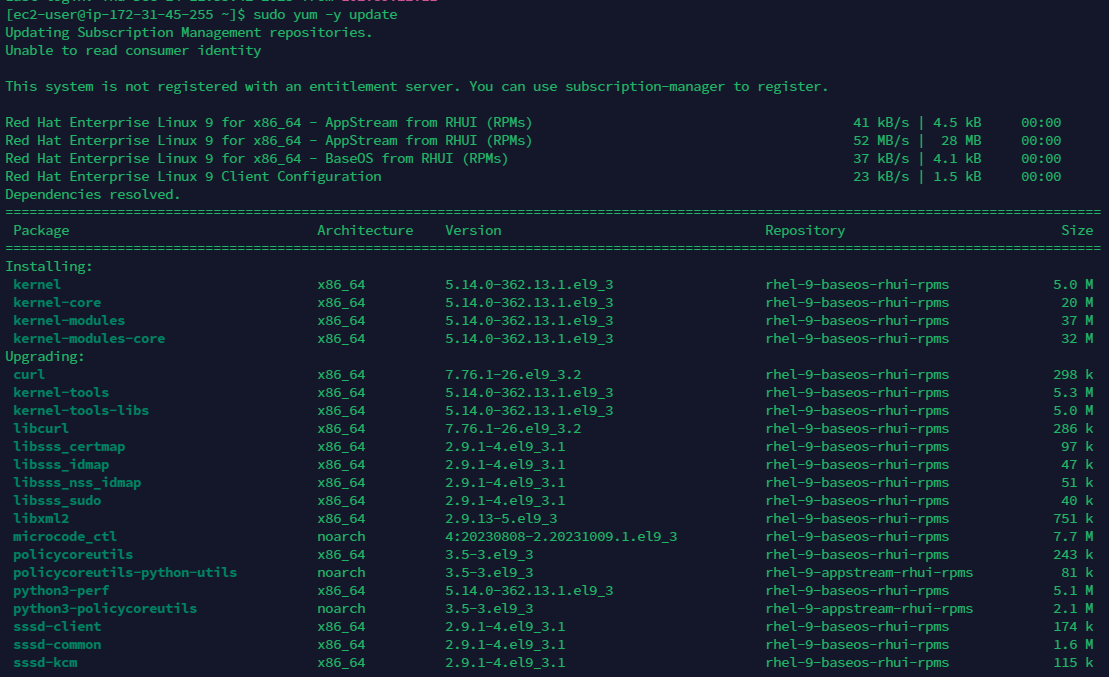 [ec2-user@ip-172-31-45-255 ~]$ sudo yum -y update
Updating Subscription Management repositories.
Unable to read consumer identity
This system is not registered with an entitlement server. You can use subscription-manager to register.
Red Hat Enterprise Linux 9 for x86_64 - AppStream from RHUI (RPMs) 41 kB/s | 4.5 kB 00:00
Red Hat Enterprise Linux 9 for x86_64 - AppStream from RHUI (RPMs) 52 MB/s | 28 MB 00:00
Red Hat Enterprise Linux 9 for x86_64 - BaseOS from RHUI (RPMs) 37 kB/s | 4.1 kB 00:00
Red Hat Enterprise Linux 9 Client Configuration 23 kB/s | 1.5 kB 00:00
Dependencies resolved.
Package Architecture Version Repository Size
Installing:
kernel x86_64 5.14.0-362.13.1.el9_3 rhel-9-baseos-rhui-rpms 5.0 M
kernel-core x86_64 5.14.0-362.13.1.el9_3 rhel-9-baseos-rhui-rpms 20 M
kernel-modules x86_64 5.14.0-362.13.1.el9_3 rhel-9-baseos-rhui-rpms 37 M
kernel-modules-core x86_64 5.14.0-362.13.1.el9_3 rhel-9-baseos-rhui-rpms 32 M
Upgrading:
curl x86_64 7.76.1-26.el9_3.2 rhel-9-baseos-rhui-rpms 298 k
kernel-tools x86_64 5.14.0-362.13.1.el9_3 rhel-9-baseos-rhui-rpms 5.3 M
kernel-tools-libs x86_64 5.14.0-362.13.1.el9_3 rhel-9-baseos-rhui-rpms 5.0 M
libcurl x86_64 7.76.1-26.el9_3.2 rhel-9-baseos-rhui-rpms 286 k
libsss_certmap x86_64 2.9.1-4.el9_3.1 rhel-9-baseos-rhui-rpms 97 k
libsss_idmap x86_64 2.9.1-4.el9_3.1 rhel-9-baseos-rhui-rpms 47 k
libsss_nss_idmap x86_64 2.9.1-4.el9_3.1 rhel-9-baseos-rhui-rpms 51 k
libsss_sudo x86_64 2.9.1-4.el9_3.1 rhel-9-baseos-rhui-rpms 40 k
libxml2 x86_64 2.9.13-5.el9_3 rhel-9-baseos-rhui-rpms 751 k
microcode_ctl noarch 4:20230808-2.20231009.1.el9_3 rhel-9-baseos-rhui-rpms 7.7 M
policycoreutils x86_64 3.5-3.el9_3 rhel-9-baseos-rhui-rpms 243 k
policycoreutils-python-utils noarch 3.5-3.el9_3 rhel-9-appstream-rhui-rpms 81 k
python3-perf x86_64 5.14.0-362.13.1.el9_3 rhel-9-baseos-rhui-rpms 5.1 M
python3-policycoreutils noarch 3.5-3.el9_3 rhel-9-appstream-rhui-rpms 2.1 M
sssd-client x86_64 2.9.1-4.el9_3.1 rhel-9-baseos-rhui-rpms 174 k
sssd-common x86_64 2.9.1-4.el9_3.1 rhel-9-baseos-rhui-rpms 1.6 M
sssd-kcm x86_64 2.9.1-4.el9_3.1 rhel-9-baseos-rhui-rpms 115 k